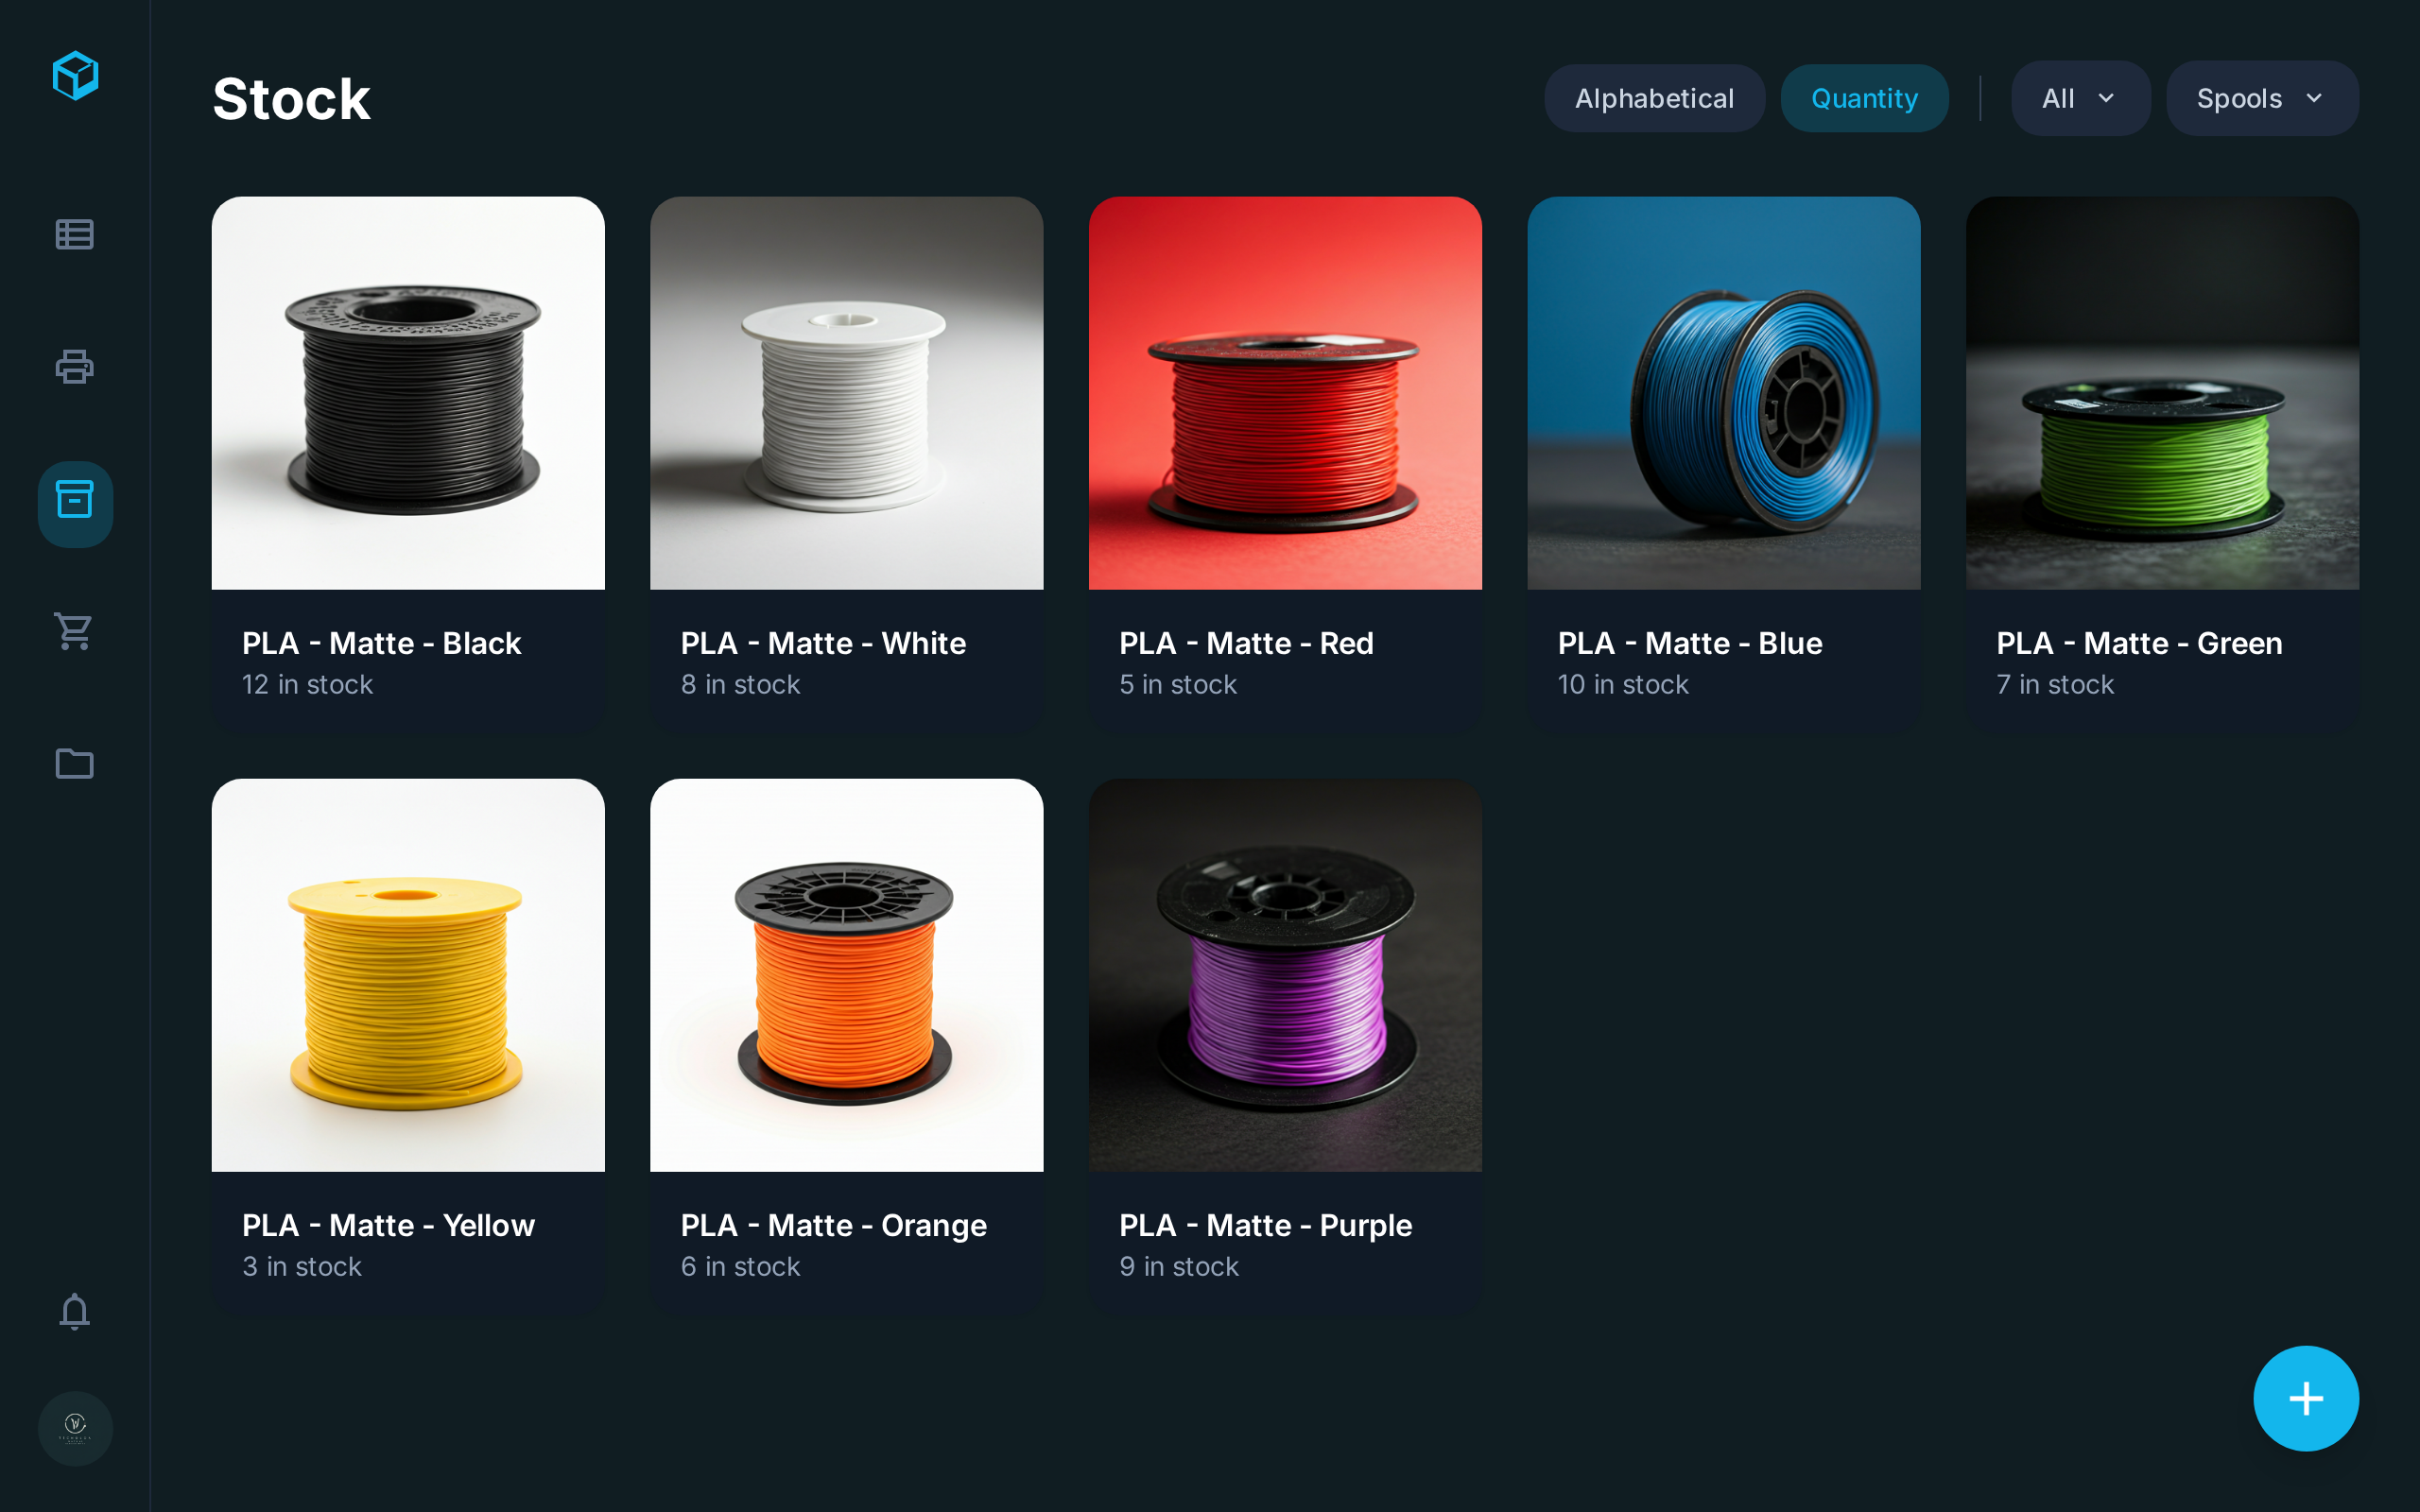 Stock
Alphabetical
Quantity
All
Spools
PLA - Matte - Black
12 in stock
PLA - Matte - White
8 in stock
PLA - Matte - Red
5 in stock
PLA - Matte - Blue
10 in stock
PLA - Matte - Green
7 in stock
PLA - Matte - Yellow
3 in stock
PLA - Matte - Orange
6 in stock
PLA - Matte - Purple
9 in stock